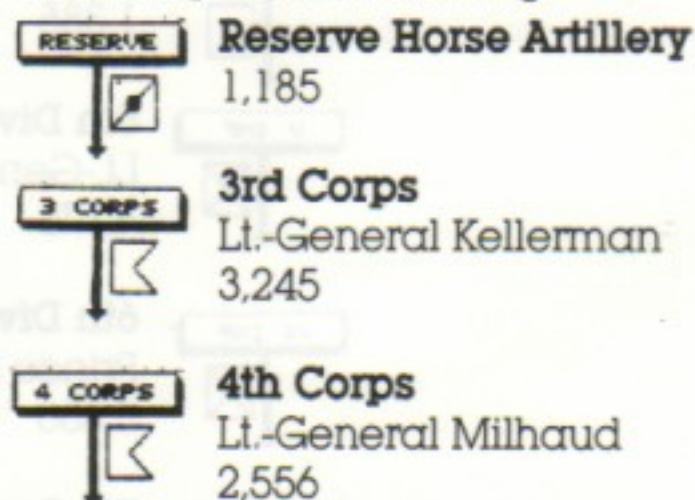 RESERVE
Reserve Horse Artillery
1,185
3 CORPS
3rd Corps
Lt.-General Kellerman
3,245
4 CORPS
4th Corps
Lt.-General Milhaud
2,556